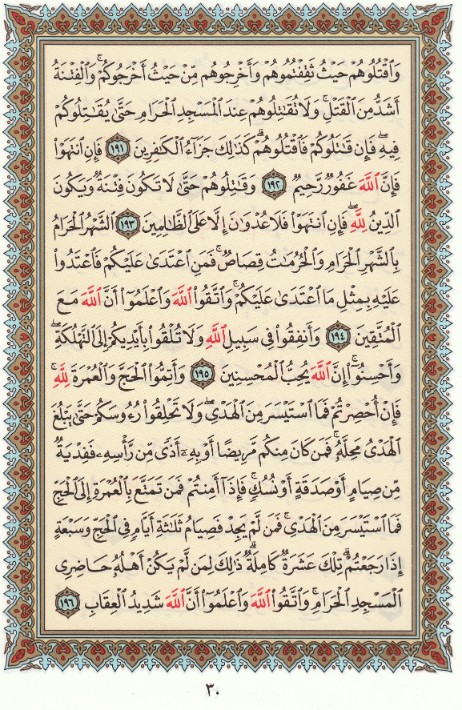 وَٱقْتُلُوهُمْ حَيْثُ ثَقِفْتُمُوهُمْ وَأَخْرِجُوهُم مِّنْ حَيْثُ أَخْرَجُوكُمْ ۚ وَٱلْفِتْنَةُ
أَشَدُّ مِنَ ٱلْقَتْلِ ۚ وَلَا تُقَٰتِلُوهُمْ عِندَ ٱلْمَسْجِدِ ٱلْحَرَامِ حَتَّىٰ يُقَٰتِلُوكُمْ
فِيهِ ۖ فَإِن قَٰتَلُوكُمْ فَٱقْتُلُوهُمْ ۗ كَذَٰلِكَ جَزَآءُ ٱلْكَٰفِرِينَ ١٩١ فَإِنِ ٱنتَهَوْا۟
فَإِنَّ ٱللَّهَ غَفُورٌ رَّحِيمٌ ١٩٢ وَقَٰتِلُوهُمْ حَتَّىٰ لَا تَكُونَ فِتْنَةٌ وَيَكُونَ
ٱلدِّينُ لِلَّهِ ۖ فَإِنِ ٱنتَهَوْا۟ فَلَا عُدْوَٰنَ إِلَّا عَلَى ٱلظَّٰلِمِينَ ١٩٣ ٱلشَّهْرُ ٱلْحَرَامُ
بِٱلشَّهْرِ ٱلْحَرَامِ وَٱلْحُرُمَٰتُ قِصَاصٌ ۚ فَمَنِ ٱعْتَدَىٰ عَلَيْكُمْ فَٱعْتَدُوا۟
عَلَيْهِ بِمِثْلِ مَا ٱعْتَدَىٰ عَلَيْكُمْ ۚ وَٱتَّقُوا۟ ٱللَّهَ وَٱعْلَمُوٓا۟ أَنَّ ٱللَّهَ مَعَ
ٱلْمُتَّقِينَ ١٩٤ وَأَنفِقُوا۟ فِى سَبِيلِ ٱللَّهِ وَلَا تُلْقُوا۟ بِأَيْدِيكُمْ إِلَى ٱلتَّهْلُكَةِ ۛ
وَأَحْسِنُوٓا۟ ۛ إِنَّ ٱللَّهَ يُحِبُّ ٱلْمُحْسِنِينَ ١٩٥ وَأَتِمُّوا۟ ٱلْحَجَّ وَٱلْعُمْرَةَ لِلَّهِ ۚ
فَإِنْ أُحْصِرْتُمْ فَمَا ٱسْتَيْسَرَ مِنَ ٱلْهَدْىِ ۖ وَلَا تَحْلِقُوا۟ رُءُوسَكُمْ حَتَّىٰ يَبْلُغَ
ٱلْهَدْىُ مَحِلَّهُۥ ۚ فَمَن كَانَ مِنكُم مَّرِيضًا أَوْ بِهِۦٓ أَذًى مِّن رَّأْسِهِۦ فَفِدْيَةٌ
مِّن صِيَامٍ أَوْ صَدَقَةٍ أَوْ نُسُكٍ ۚ فَإِذَآ أَمِنتُمْ فَمَن تَمَتَّعَ بِٱلْعُمْرَةِ إِلَى ٱلْحَجِّ
فَمَا ٱسْتَيْسَرَ مِنَ ٱلْهَدْىِ ۚ فَمَن لَّمْ يَجِدْ فَصِيَامُ ثَلَٰثَةِ أَيَّامٍ فِى ٱلْحَجِّ وَسَبْعَةٍ
إِذَا رَجَعْتُمْ ۗ تِلْكَ عَشَرَةٌ كَامِلَةٌ ۗ ذَٰلِكَ لِمَن لَّمْ يَكُنْ أَهْلُهُۥ حَاضِرِى
ٱلْمَسْجِدِ ٱلْحَرَامِ ۚ وَٱتَّقُوا۟ ٱللَّهَ وَٱعْلَمُوٓا۟ أَنَّ ٱللَّهَ شَدِيدُ ٱلْعِقَابِ ١٩٦
٣٠